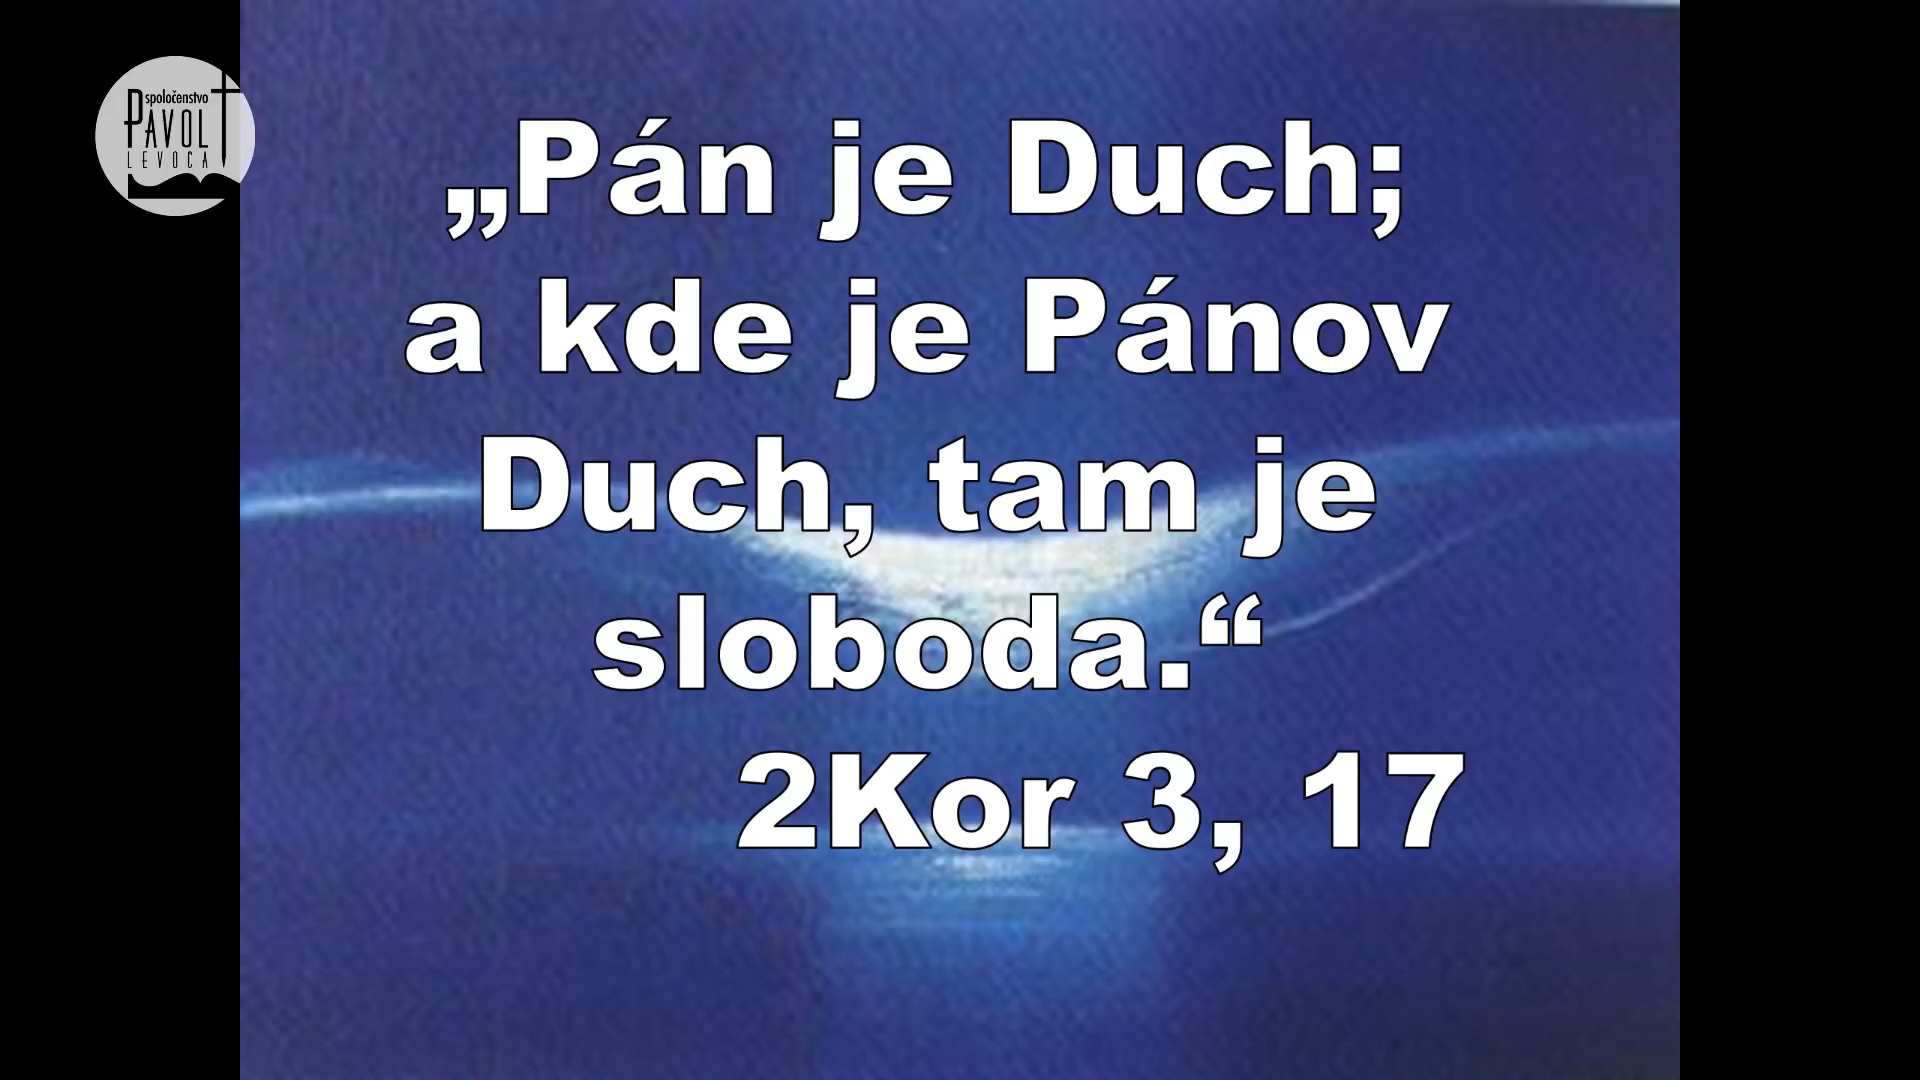 spoločenstvo
PAVOL
LEVOČA
„Pán je Duch;
a kde je Pánov
Duch, tam je
sloboda.“
2Kor 3, 17